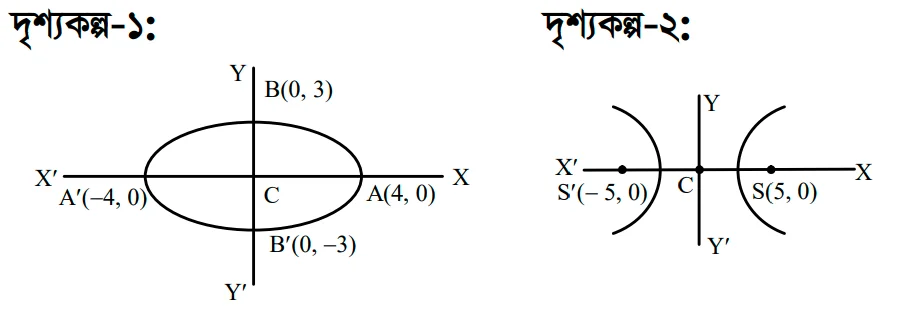 দৃশ্যকল্প-১:
Y
B(0, 3)
X′
A′(–4, 0)
C
A(4, 0)
X
B′(0, –3)
Y′
দৃশ্যকল্প-২:
Y
X′
S′(– 5, 0)
C
S(5, 0)
X
Y′